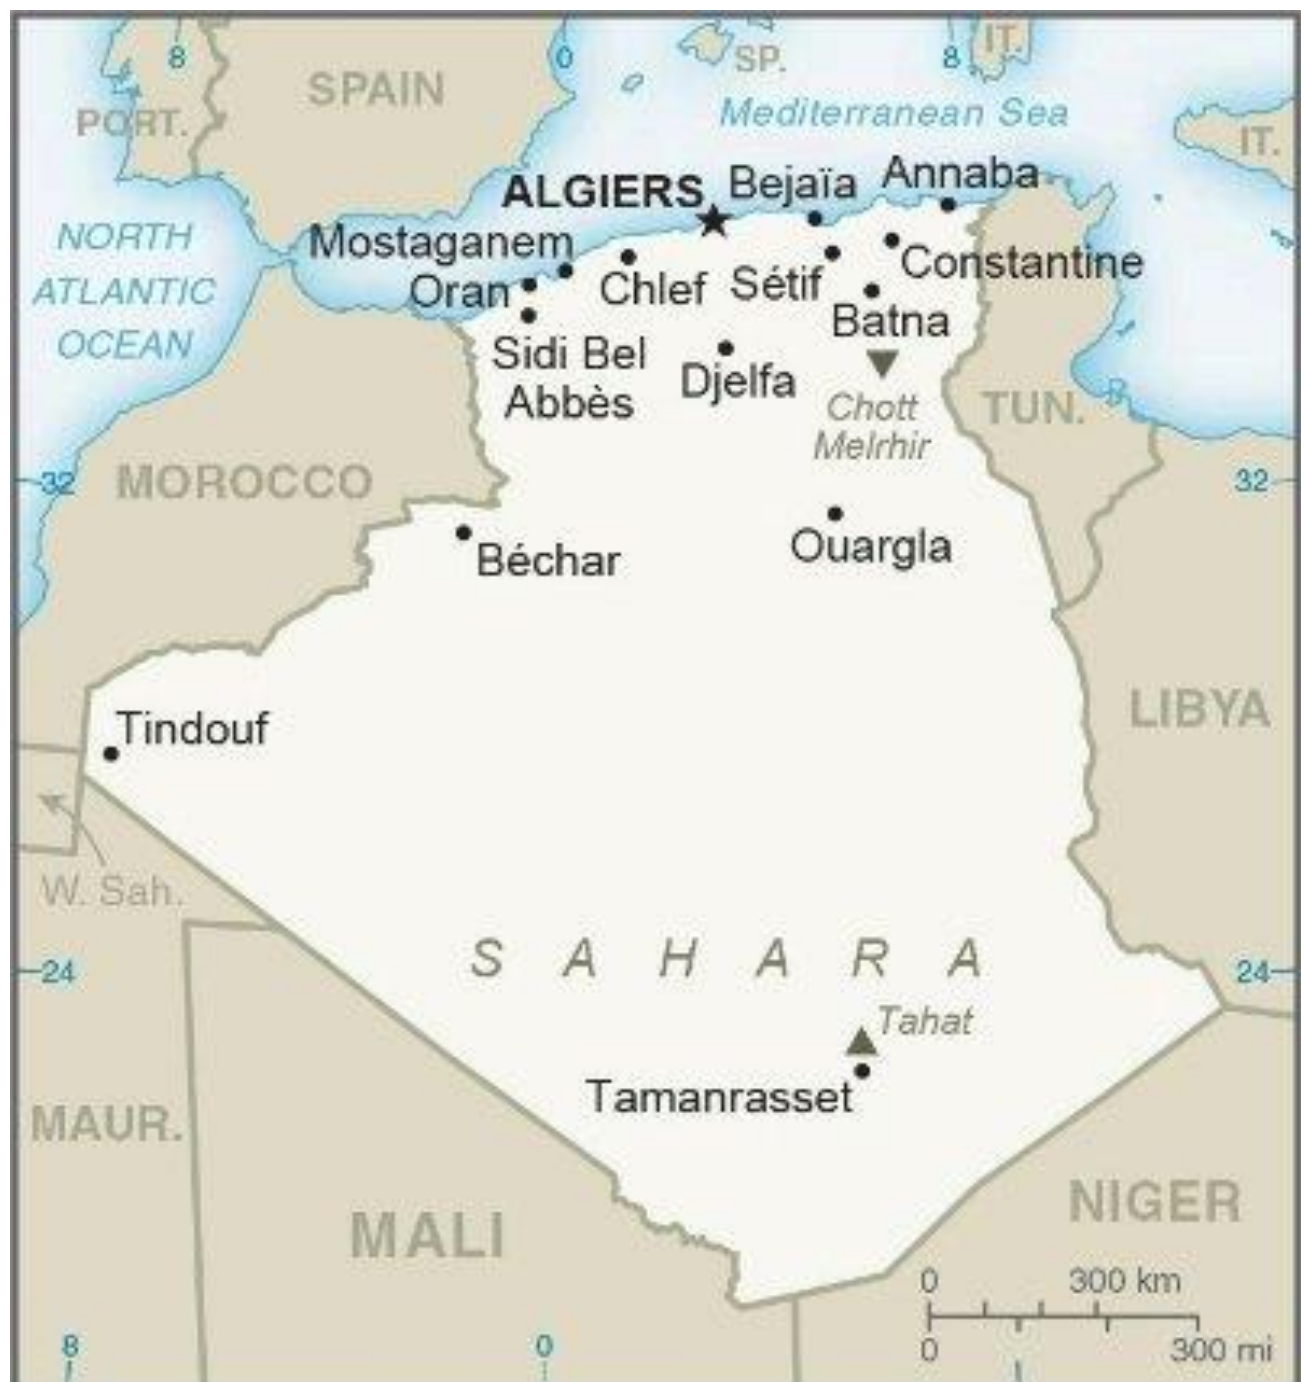 8
0
8
IT.
SP.
SPAIN
PORT.
Mediterranean Sea
IT.
ALGIERS
Bejaïa
Annaba
NORTH
ATLANTIC
OCEAN
Mostaganem
Oran
Chlef
Sétif
Constantine
Batna
Sidi Bel
Abbès
Djelfa
Chott
Melrhir
TUN.
32
MOROCCO
32
Béchar
Ouargla
LIBYA
Tindouf
W. Sah.
SAHARA
24
24
Tahat
Tamanrasset
MAUR.
MALI
NIGER
0 300 km
0 300 mi
8
0